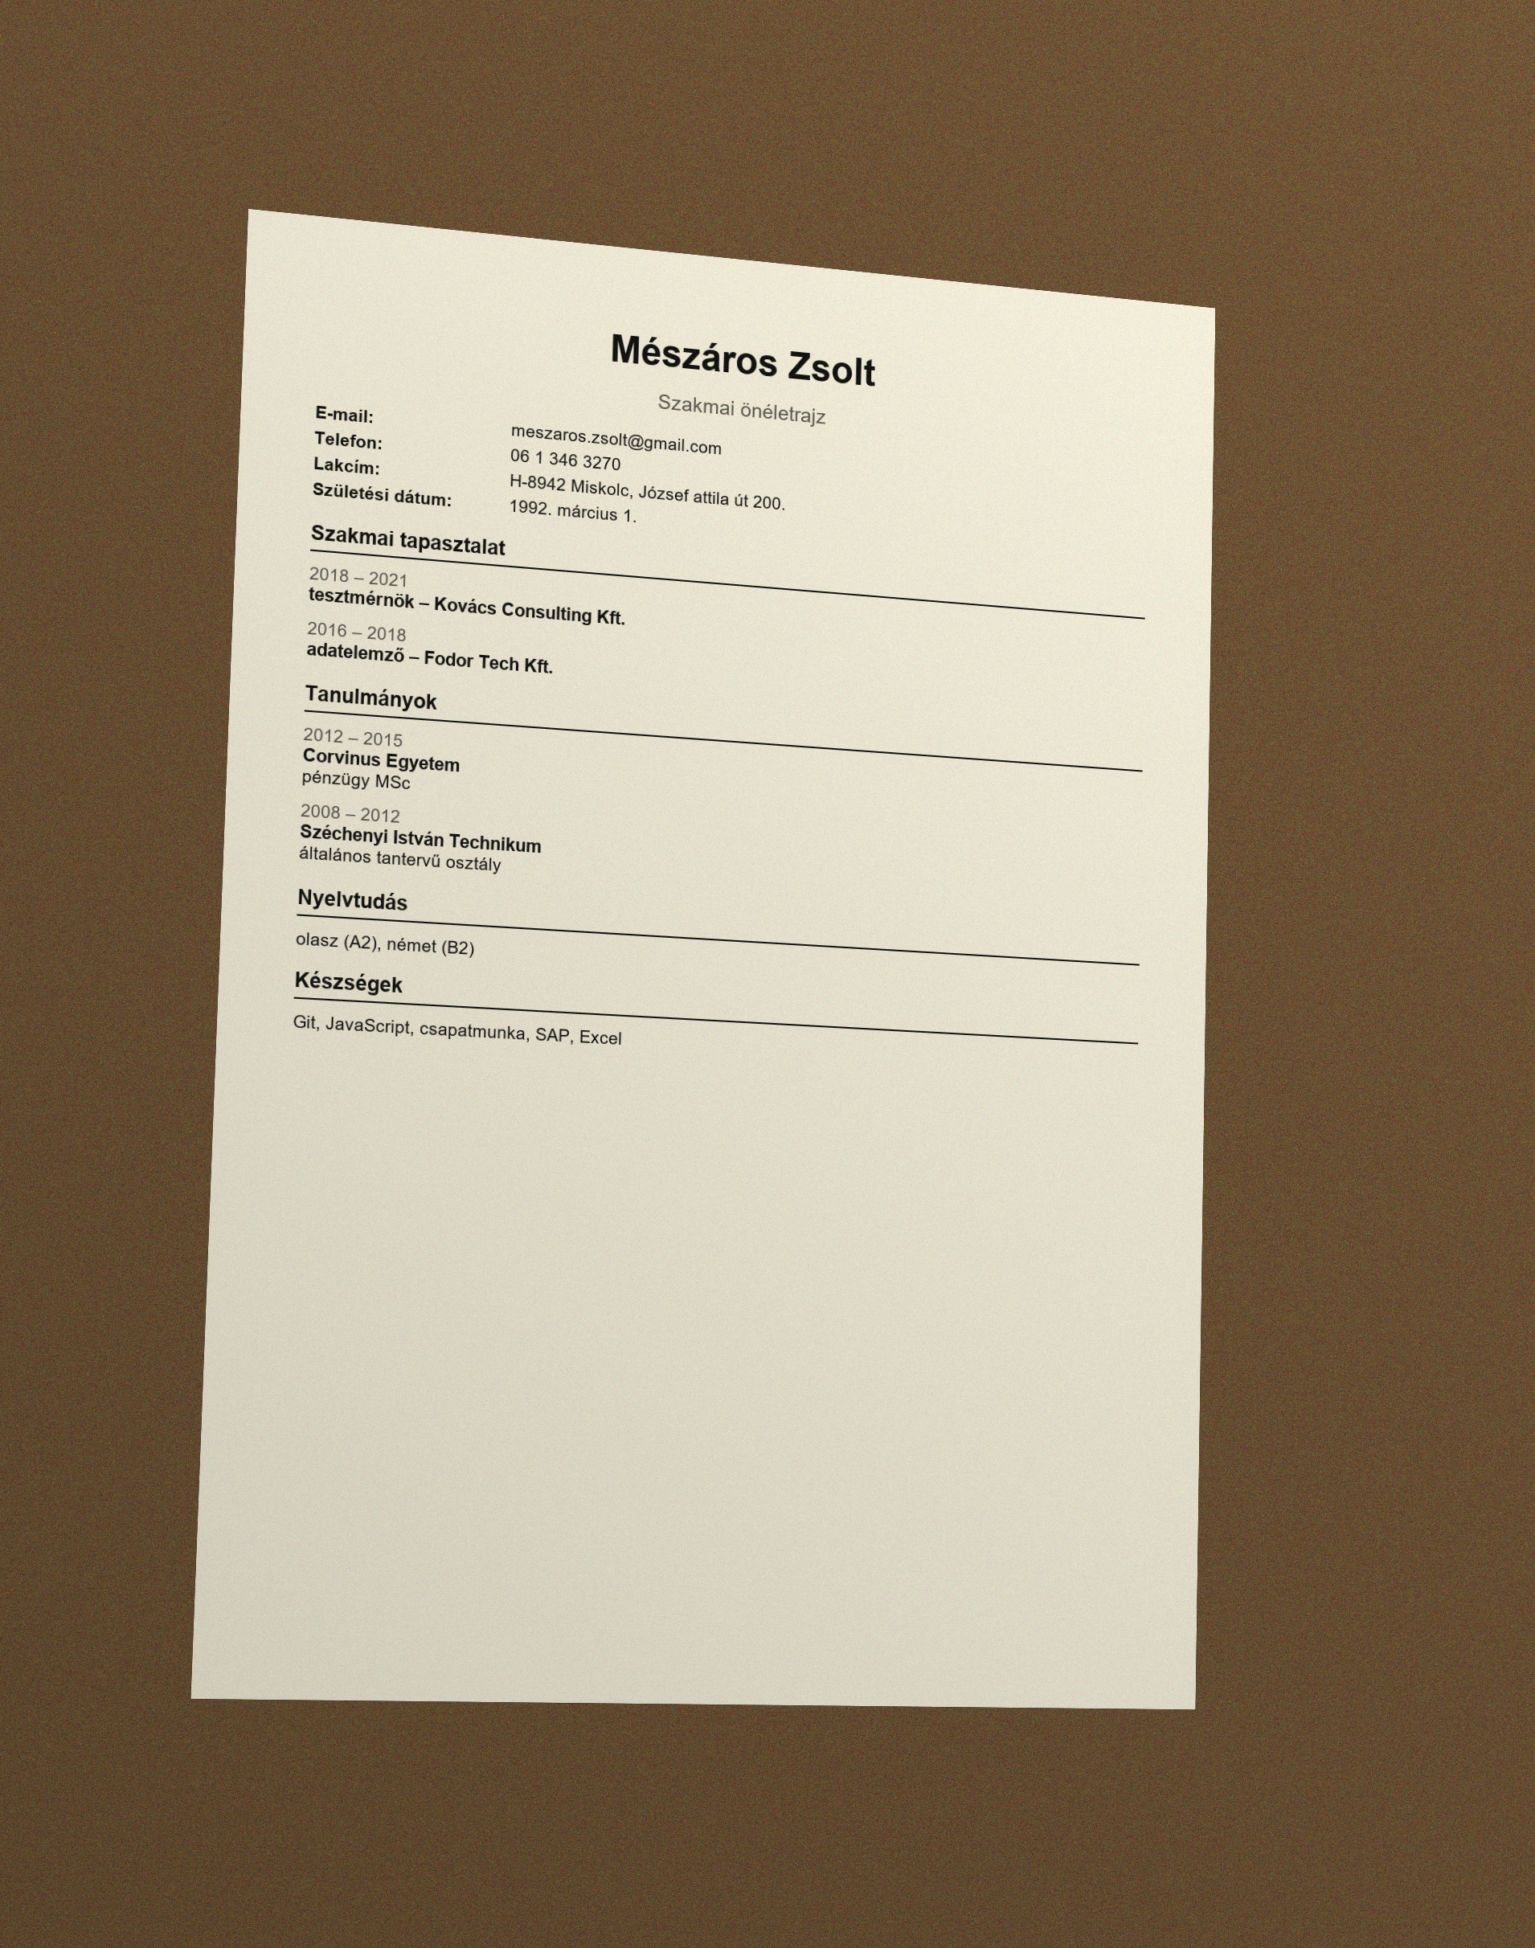 Mészáros Zsolt
Szakmai önéletrajz
E-mail: meszaros.zsolt@gmail.com
Telefon: 06 1 346 3270
Lakcím: H-8942 Miskolc, József attila út 200.
Születési dátum: 1992. március 1.
Szakmai tapasztalat
2018 – 2021
tesztmérnök – Kovács Consulting Kft.
2016 – 2018
adatelemző – Fodor Tech Kft.
Tanulmányok
2012 – 2015
Corvinus Egyetem
pénzügy MSc
2008 – 2012
Széchenyi István Technikum
általános tantervű osztály
Nyelvtudás
olasz (A2), német (B2)
Készségek
Git, JavaScript, csapatmunka, SAP, Excel